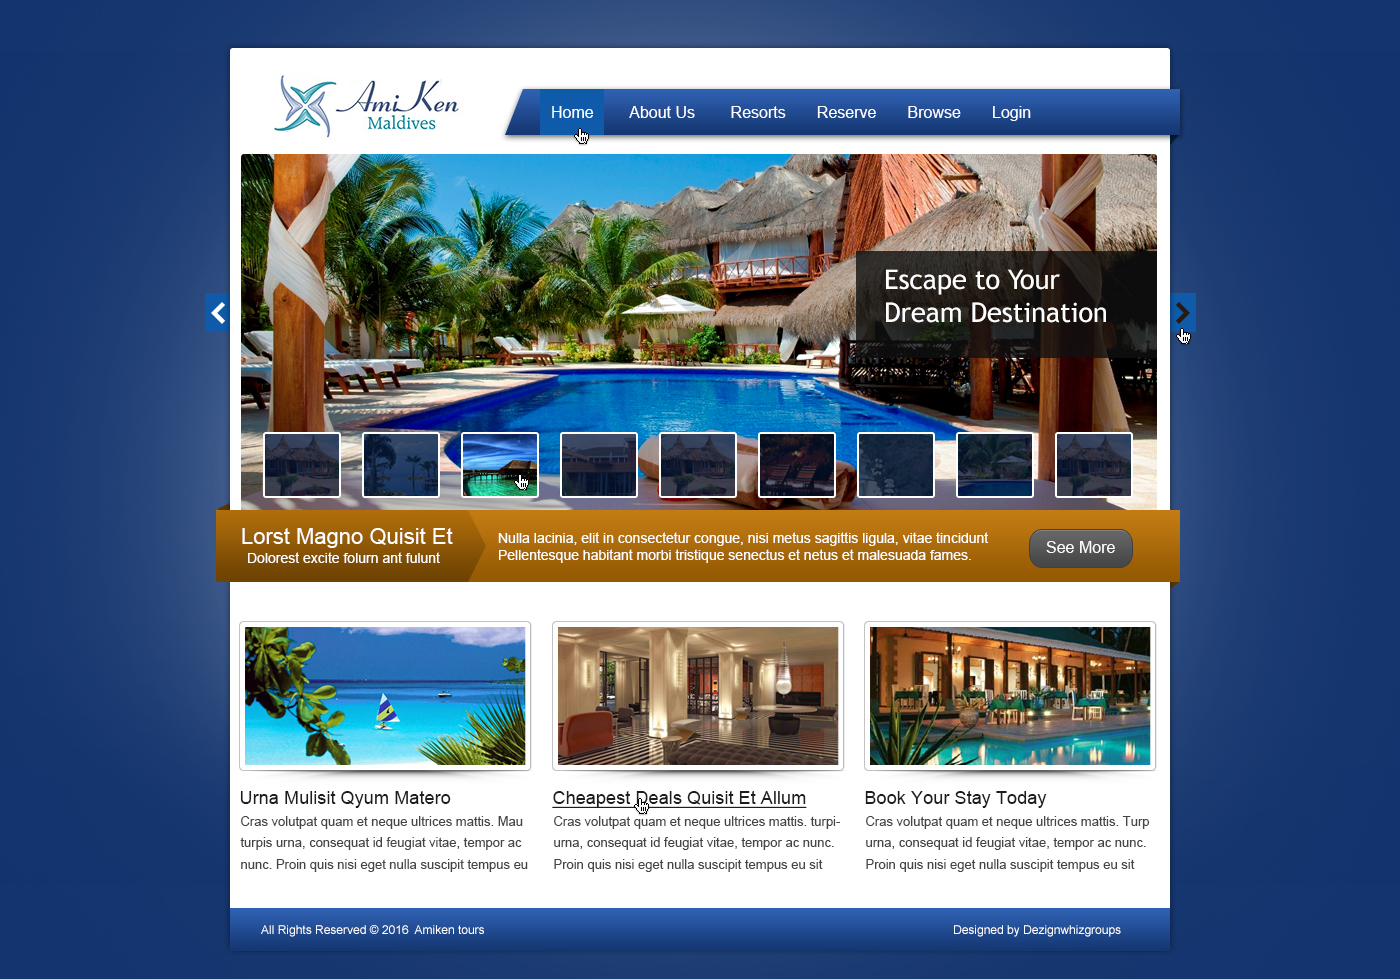 Ami Ken
Maldives
Home About Us Resorts Reserve Browse Login
Escape to Your
Dream Destination
Lorst Magno Quisit Et
Dolorest excite folurn ant fulunt
Nulla lacinia, elit in consectetur congue, nisi metus sagittis ligula, vitae tincidunt
Pellentesque habitant morbi tristique senectus et netus et malesuada fames.
See More
Urna Mulisit Qyum Matero
Cras volutpat quam et neque ultrices mattis. Mau
turpis urna, consequat id feugiat vitae, tempor ac
nunc. Proin quis nisi eget nulla suscipit tempus eu
Cheapest Deals Quisit Et Allum
Cras volutpat quam et neque ultrices mattis. turpi-
urna, consequat id feugiat vitae, tempor ac nunc.
Proin quis nisi eget nulla suscipit tempus eu sit
Book Your Stay Today
Cras volutpat quam et neque ultrices mattis. Turp
urna, consequat id feugiat vitae, tempor ac nunc.
Proin quis nisi eget nulla suscipit tempus eu sit
All Rights Reserved © 2016 Amiken tours
Designed by Dezignwhizgroups